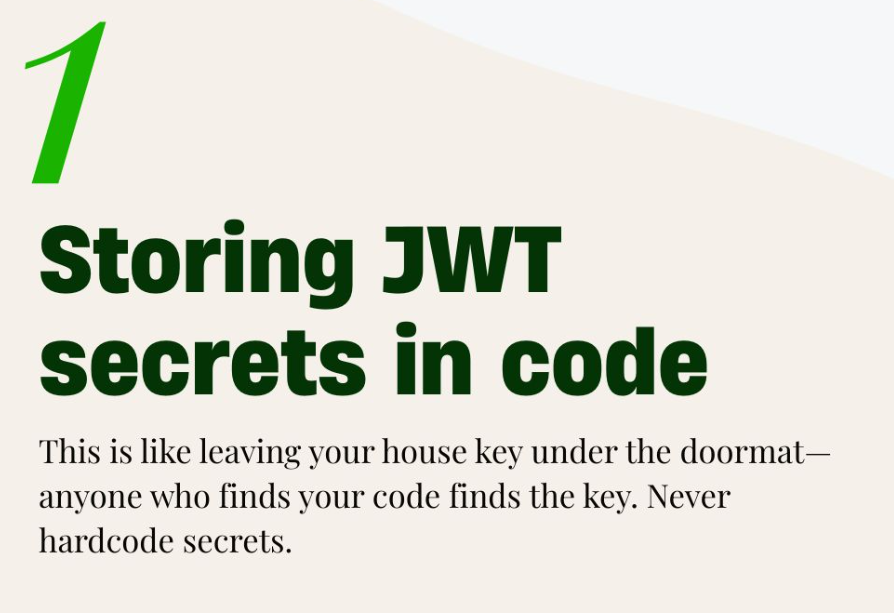 1
Storing JWT
secrets in code
This is like leaving your house key under the doormat—
anyone who finds your code finds the key. Never
hardcode secrets.